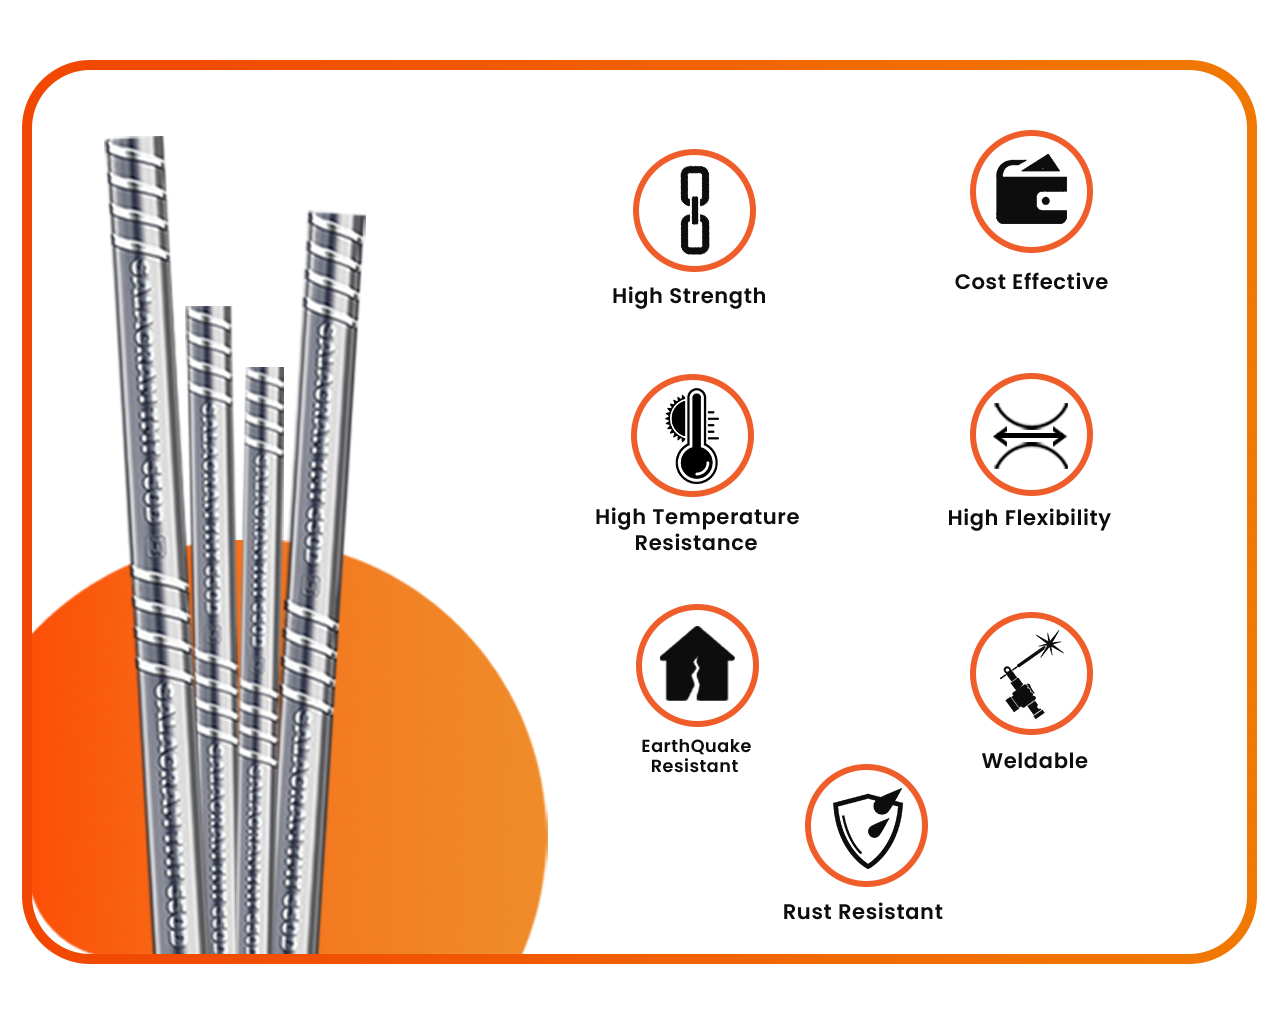 High Strength
Cost Effective
High Temperature
Resistance
High Flexibility
EarthQuake
Resistant
Weldable
Rust Resistant